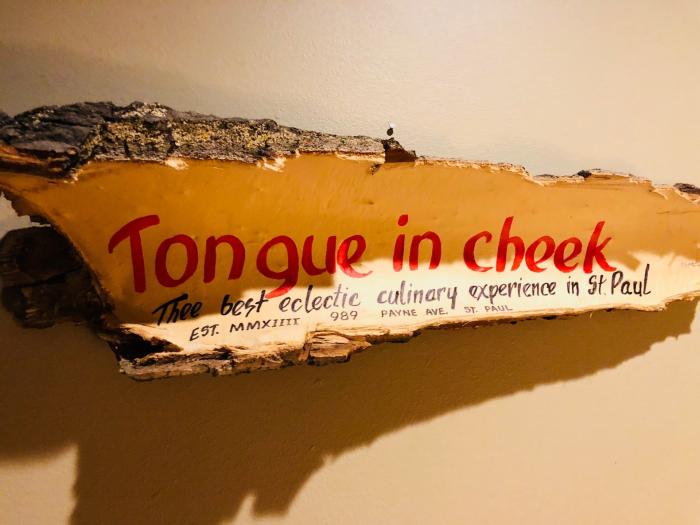 Tongue in cheek
Thee best eclectic culinary experience in St. Paul
EST. MMXIIII 989 PAYNE AVE. ST. PAUL